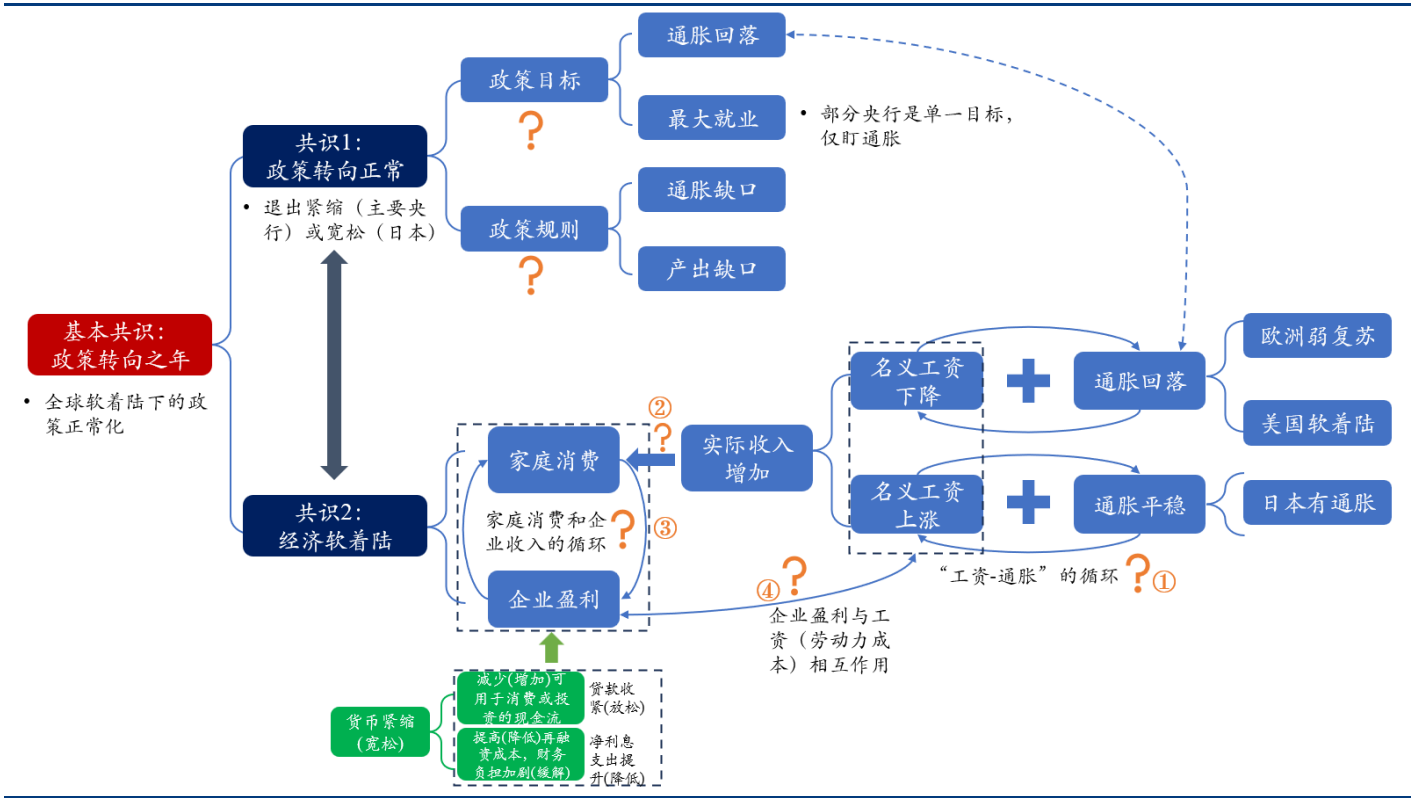 基本共识：
政策转向之年
• 全球软着陆下的政
策正常化
共识1：
政策转向正常
• 退出紧缩（主要央
行）或宽松（日本）
共识2：
经济软着陆
政策目标
？
政策规则
？
通胀回落
最大就业
• 部分央行是单一目标，
仅盯通胀
通胀缺口
产出缺口
家庭消费
家庭消费和企
业收入的循环
？
③
企业盈利
②
？
实际收入
增加
名义工资
下降
通胀回落
欧洲弱复苏
美国软着陆
名义工资
上涨
通胀平稳
日本有通胀
“工资-通胀”的循环
？
①
④
？
企业盈利与工
资（劳动力成
本）相互作用
货币紧缩
(宽松)
减少(增加)可
用于消费或投
资的现金流
贷款收
紧(放松)
提高(降低)再融
资成本，财务
负担加剧(缓解)
净利息
支出提
升(降低)